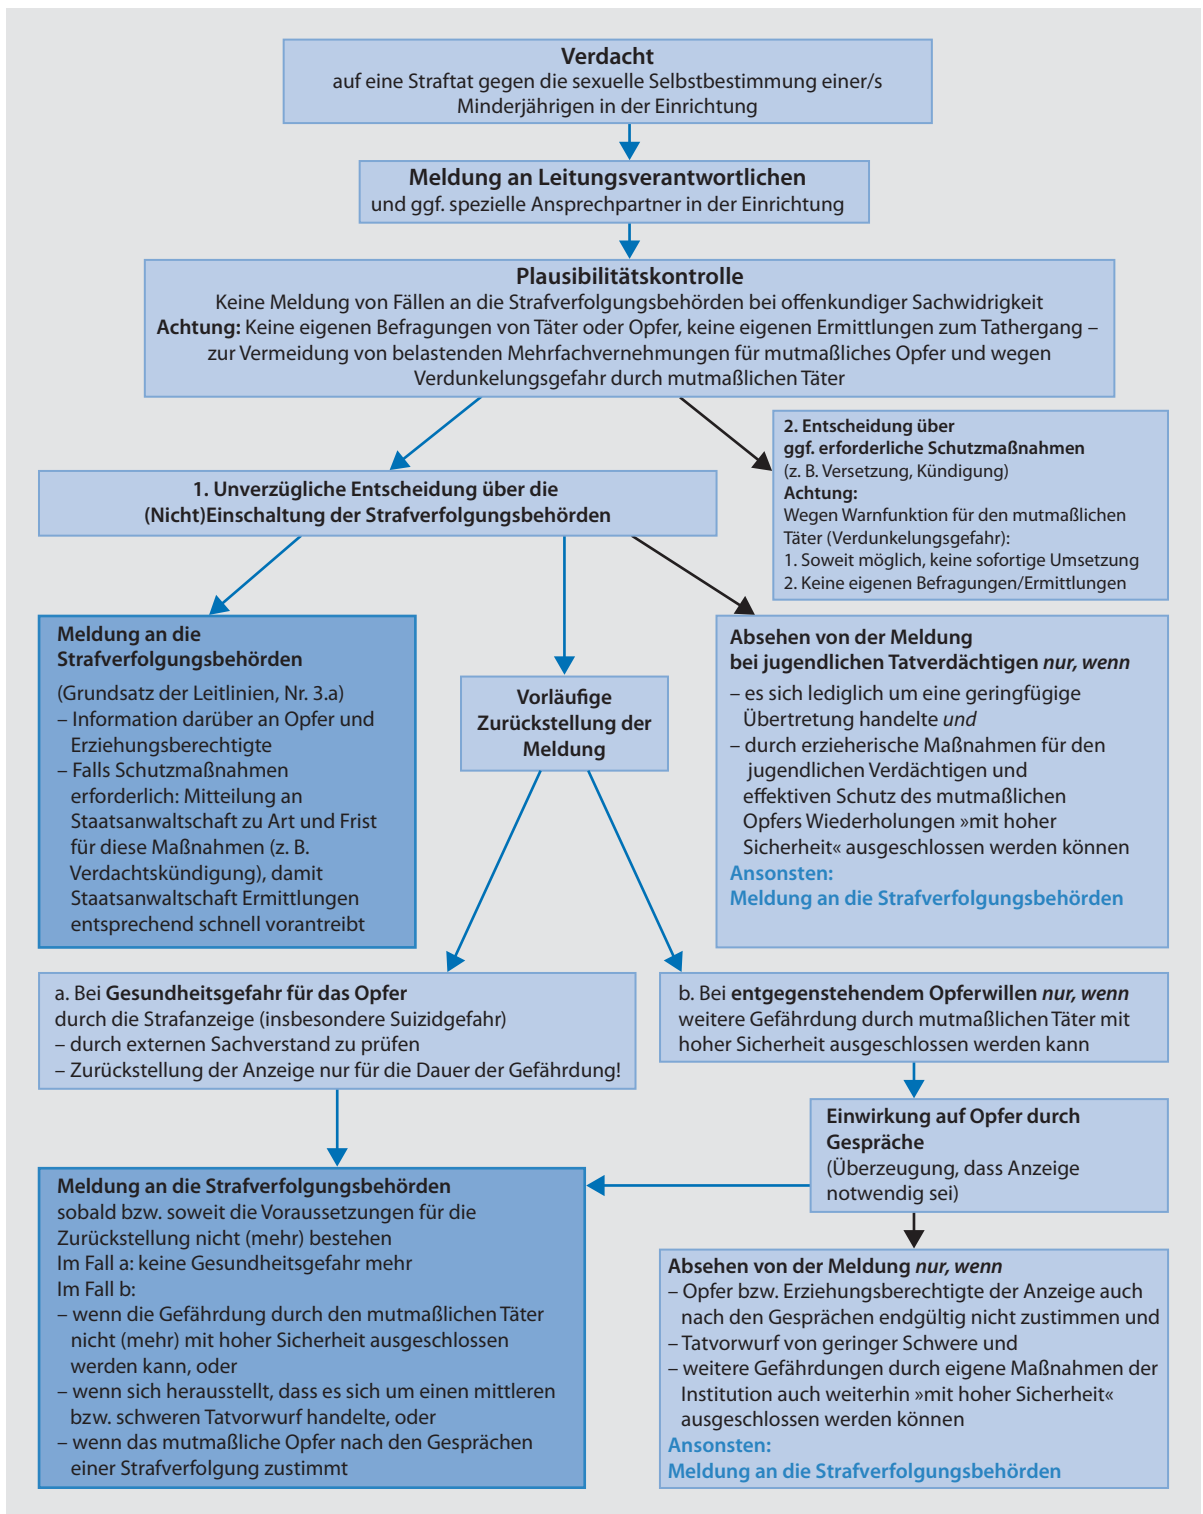 Verdacht
auf eine Straftat gegen die sexuelle Selbstbestimmung einer/s
Minderjährigen in der Einrichtung
Meldung an Leitungsverantwortlichen
und ggf. spezielle Ansprechpartner in der Einrichtung
Plausibilitätskontrolle
Keine Meldung von Fällen an die Strafverfolgungsbehörden bei offenkundiger Sachwidrigkeit
Achtung: Keine eigenen Befragungen von Täter oder Opfer, keine eigenen Ermittlungen zum Tathergang –
zur Vermeidung von belastenden Mehrfachvernehmungen für mutmaßliches Opfer und wegen
Verdunkelungsgefahr durch mutmaßlichen Täter
2. Entscheidung über
ggf. erforderliche Schutzmaßnahmen
(z. B. Versetzung, Kündigung)
Achtung:
Wegen Warnfunktion für den mutmaßlichen
Täter (Verdunkelungsgefahr):
1. Soweit möglich, keine sofortige Umsetzung
2. Keine eigenen Befragungen/Ermittlungen
1. Unverzügliche Entscheidung über die
(Nicht)Einschaltung der Strafverfolgungsbehörden
Meldung an die
Strafverfolgungsbehörden
(Grundsatz der Leitlinien, Nr. 3.a)
– Information darüber an Opfer und
Erziehungsberechtigte
– Falls Schutzmaßnahmen
erforderlich: Mitteilung an
Staatsanwaltschaft zu Art und Frist
für diese Maßnahmen (z. B.
Verdachtskündigung), damit
Staatsanwaltschaft Ermittlungen
entsprechend schnell vorantreibt
Vorläufige
Zurückstellung der
Meldung
Absehen von der Meldung
bei jugendlichen Tatverdächtigen nur, wenn
– es sich lediglich um eine geringfügige
Übertretung handelte und
– durch erzieherische Maßnahmen für den
jugendlichen Verdächtigen und
effektiven Schutz des mutmaßlichen
Opfers Wiederholungen »mit hoher
Sicherheit« ausgeschlossen werden können
Ansonsten:
Meldung an die Strafverfolgungsbehörden
a. Bei Gesundheitsgefahr für das Opfer
durch die Strafanzeige (insbesondere Suizidgefahr)
– durch externen Sachverstand zu prüfen
– Zurückstellung der Anzeige nur für die Dauer der Gefährdung!
b. Bei entgegenstehendem Opferwillen nur, wenn
weitere Gefährdung durch mutmaßlichen Täter mit
hoher Sicherheit ausgeschlossen werden kann
Einwirkung auf Opfer durch
Gespräche
(Überzeugung, dass Anzeige
notwendig sei)
Meldung an die Strafverfolgungsbehörden
sobald bzw. soweit die Voraussetzungen für die
Zurückstellung nicht (mehr) bestehen
Im Fall a: keine Gesundheitsgefahr mehr
Im Fall b:
– wenn die Gefährdung durch den mutmaßlichen Täter
nicht (mehr) mit hoher Sicherheit ausgeschlossen
werden kann, oder
– wenn sich herausstellt, dass es sich um einen mittleren
bzw. schweren Tatvorwurf handelte, oder
– wenn das mutmaßliche Opfer nach den Gesprächen
einer Strafverfolgung zustimmt
Absehen von der Meldung nur, wenn
– Opfer bzw. Erziehungsberechtigte der Anzeige auch
nach den Gesprächen endgültig nicht zustimmen und
– Tatvorwurf von geringer Schwere und
– weitere Gefährdungen durch eigene Maßnahmen der
Institution auch weiterhin »mit hoher Sicherheit«
ausgeschlossen werden können
Ansonsten:
Meldung an die Strafverfolgungsbehörden